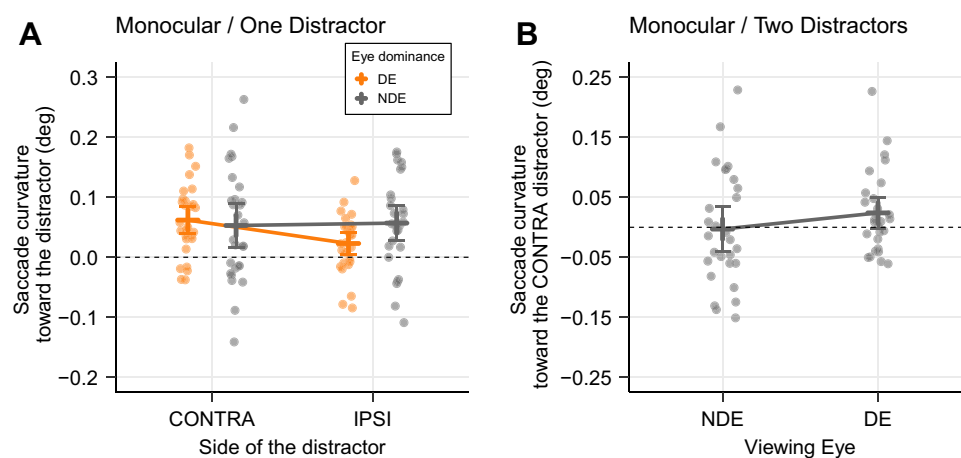 A
Monocular / One Distractor
Eye dominance
DE
NDE
Saccade curvature
toward the distractor (deg)
0.3
0.2
0.1
0.0
−0.1
−0.2
CONTRA
IPSI
Side of the distractor
B
Monocular / Two Distractors
Saccade curvature
toward the CONTRA distractor (deg)
0.25
0.15
0.05
−0.05
−0.15
−0.25
NDE
DE
Viewing Eye